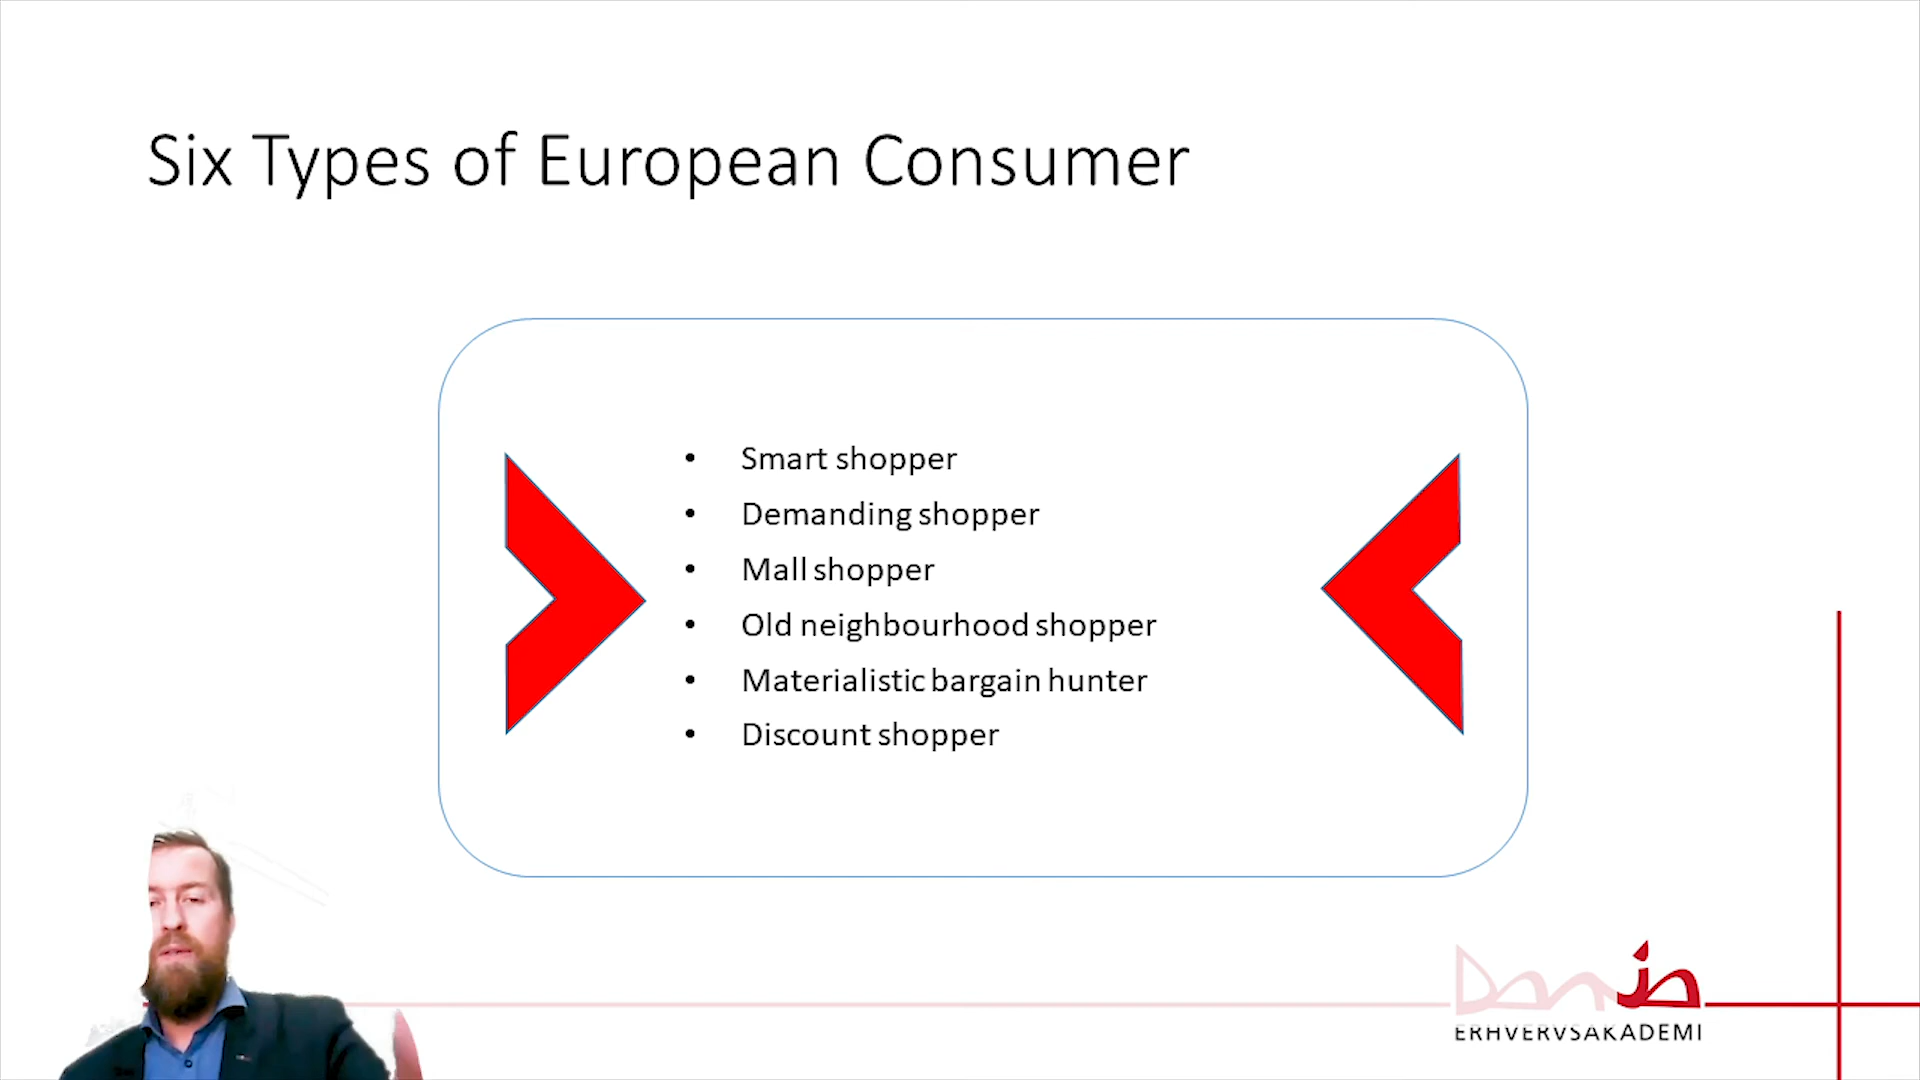 Six Types of European Consumer
• Smart shopper
• Demanding shopper
• Mall shopper
• Old neighbourhood shopper
• Materialistic bargain hunter
• Discount shopper
Dania
ERHVERVSAKADEMI